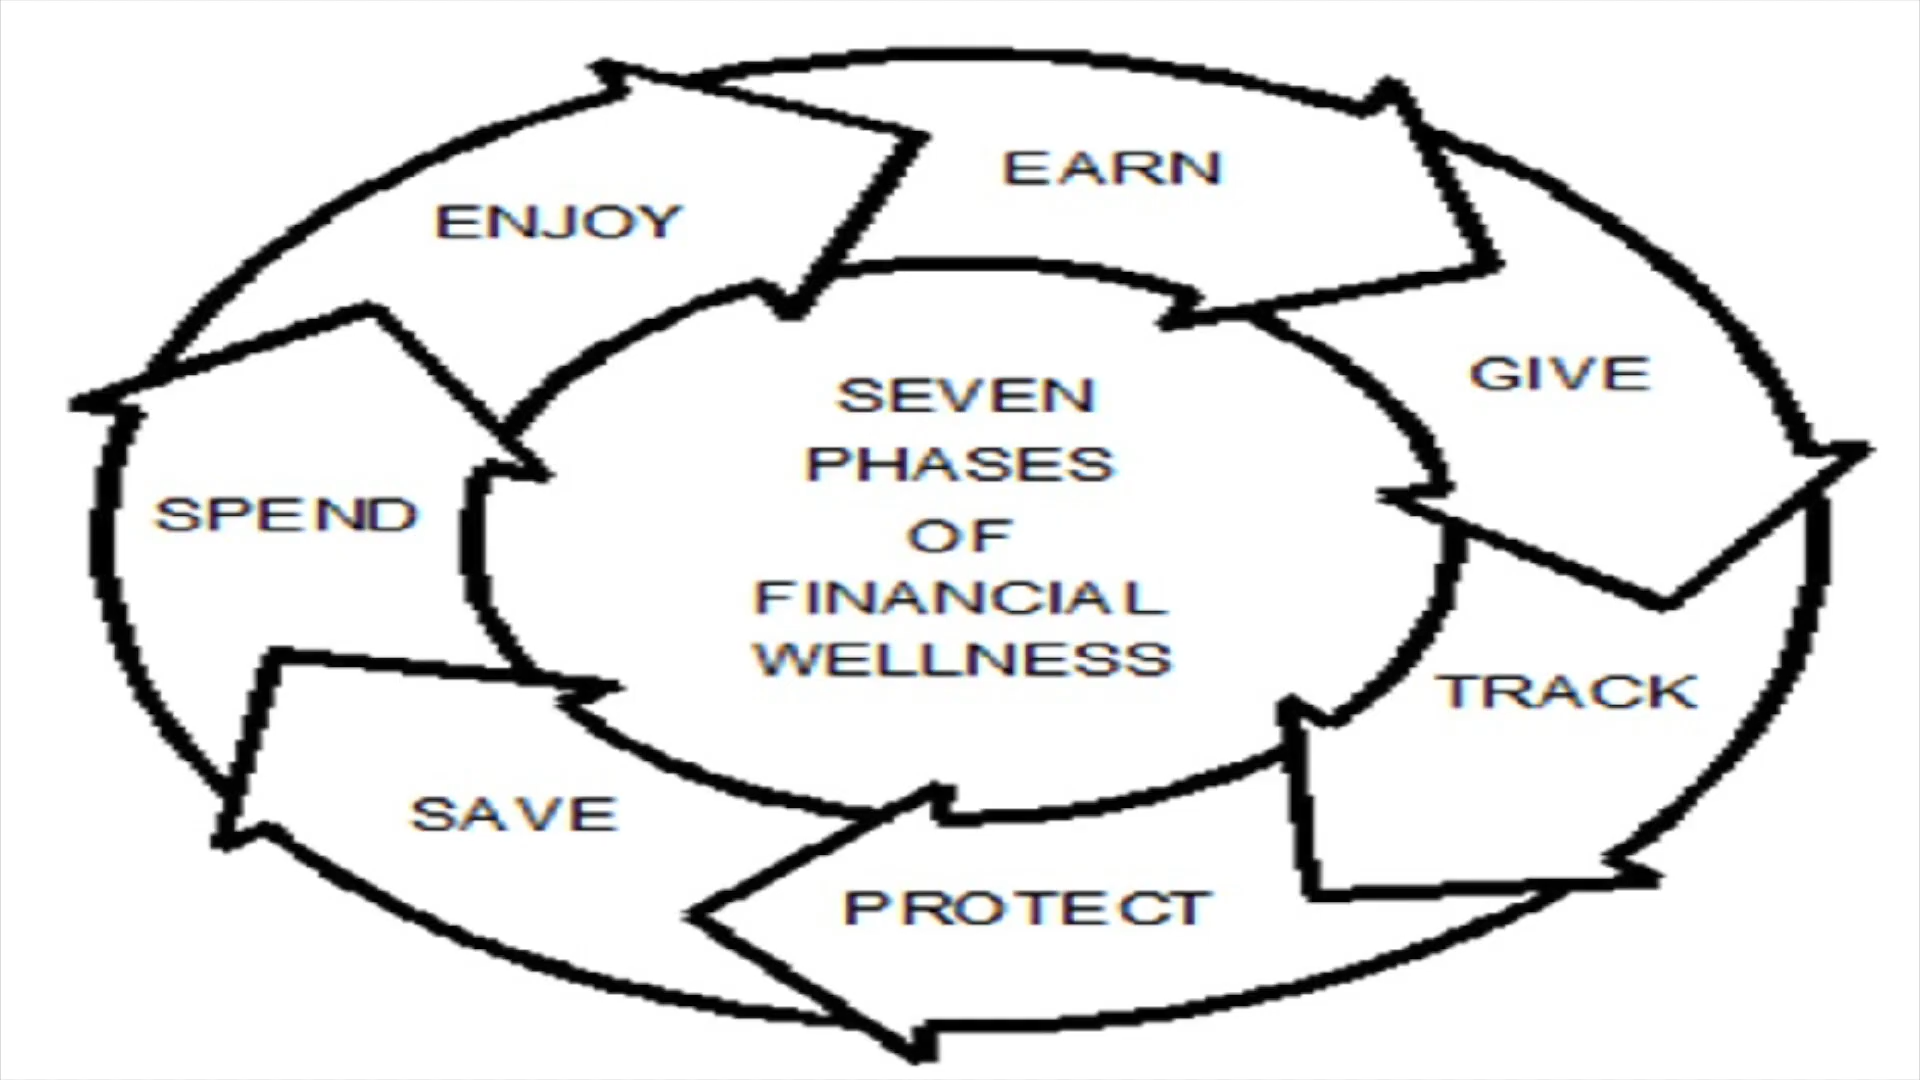 EARN
ENJOY
GIVE
SEVEN
PHASES
OF
FINANCIAL
WELLNESS
SPEND
TRACK
SAVE
PROTECT